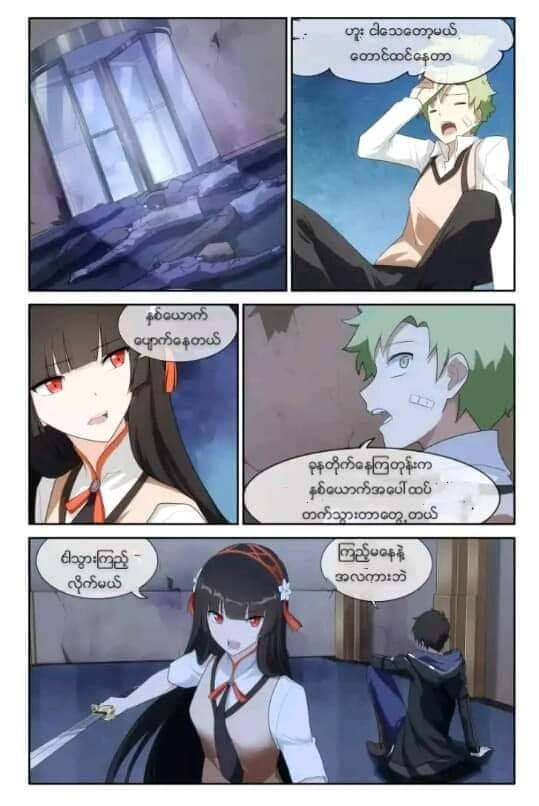 ဟူး ငါသေတော့မယ်
တောင်ထင်နေတာ
နှစ်ယောက်
ပျောက်နေတယ်
ခုနတိုက်နေကြတုန်းက
နှစ်ယောက်အပေါ်ထပ်
တက်သွားတာတွေ့တယ်
ငါသွားကြည့်
လိုက်မယ်
ကြည့်မနေနဲ့
အလကားဘဲ